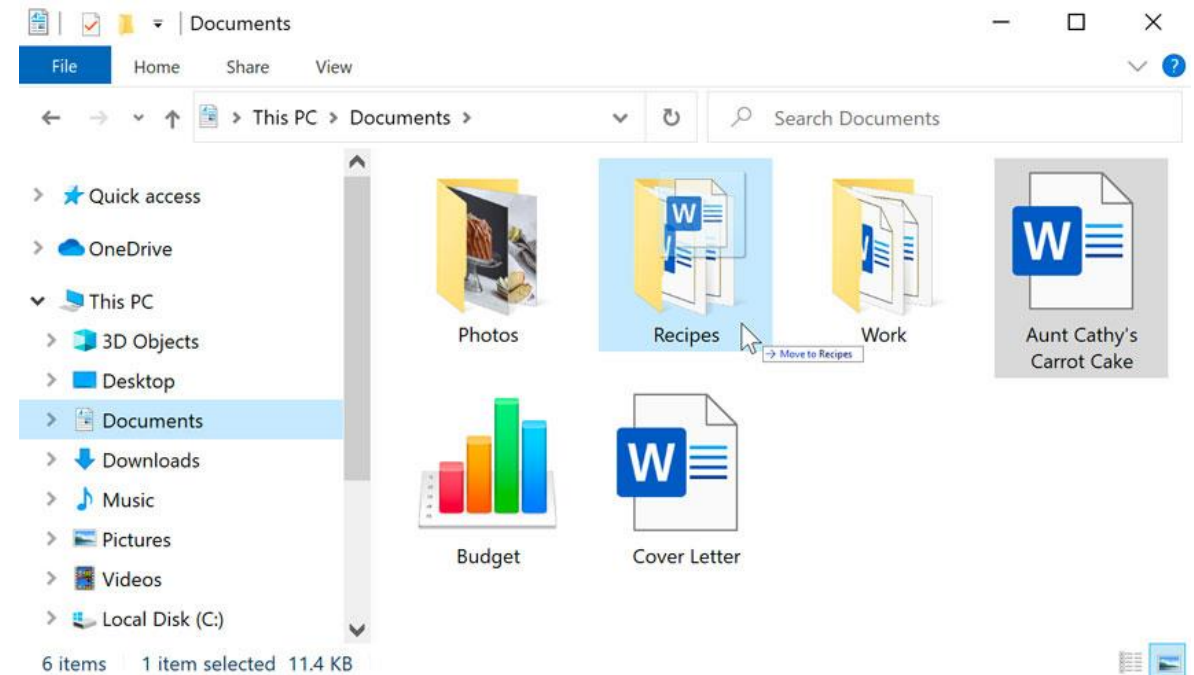 Documents
File Home Share View
?
This PC > Documents >
Search Documents
Quick access
OneDrive
This PC
3D Objects
Desktop
Documents
Downloads
Music
Pictures
Videos
Local Disk (C:)
Photos
Recipes
Work
Aunt Cathy's
Carrot Cake
W
→ Move to Recipes
Budget
Cover Letter
W
6 items 1 item selected 11.4 KB